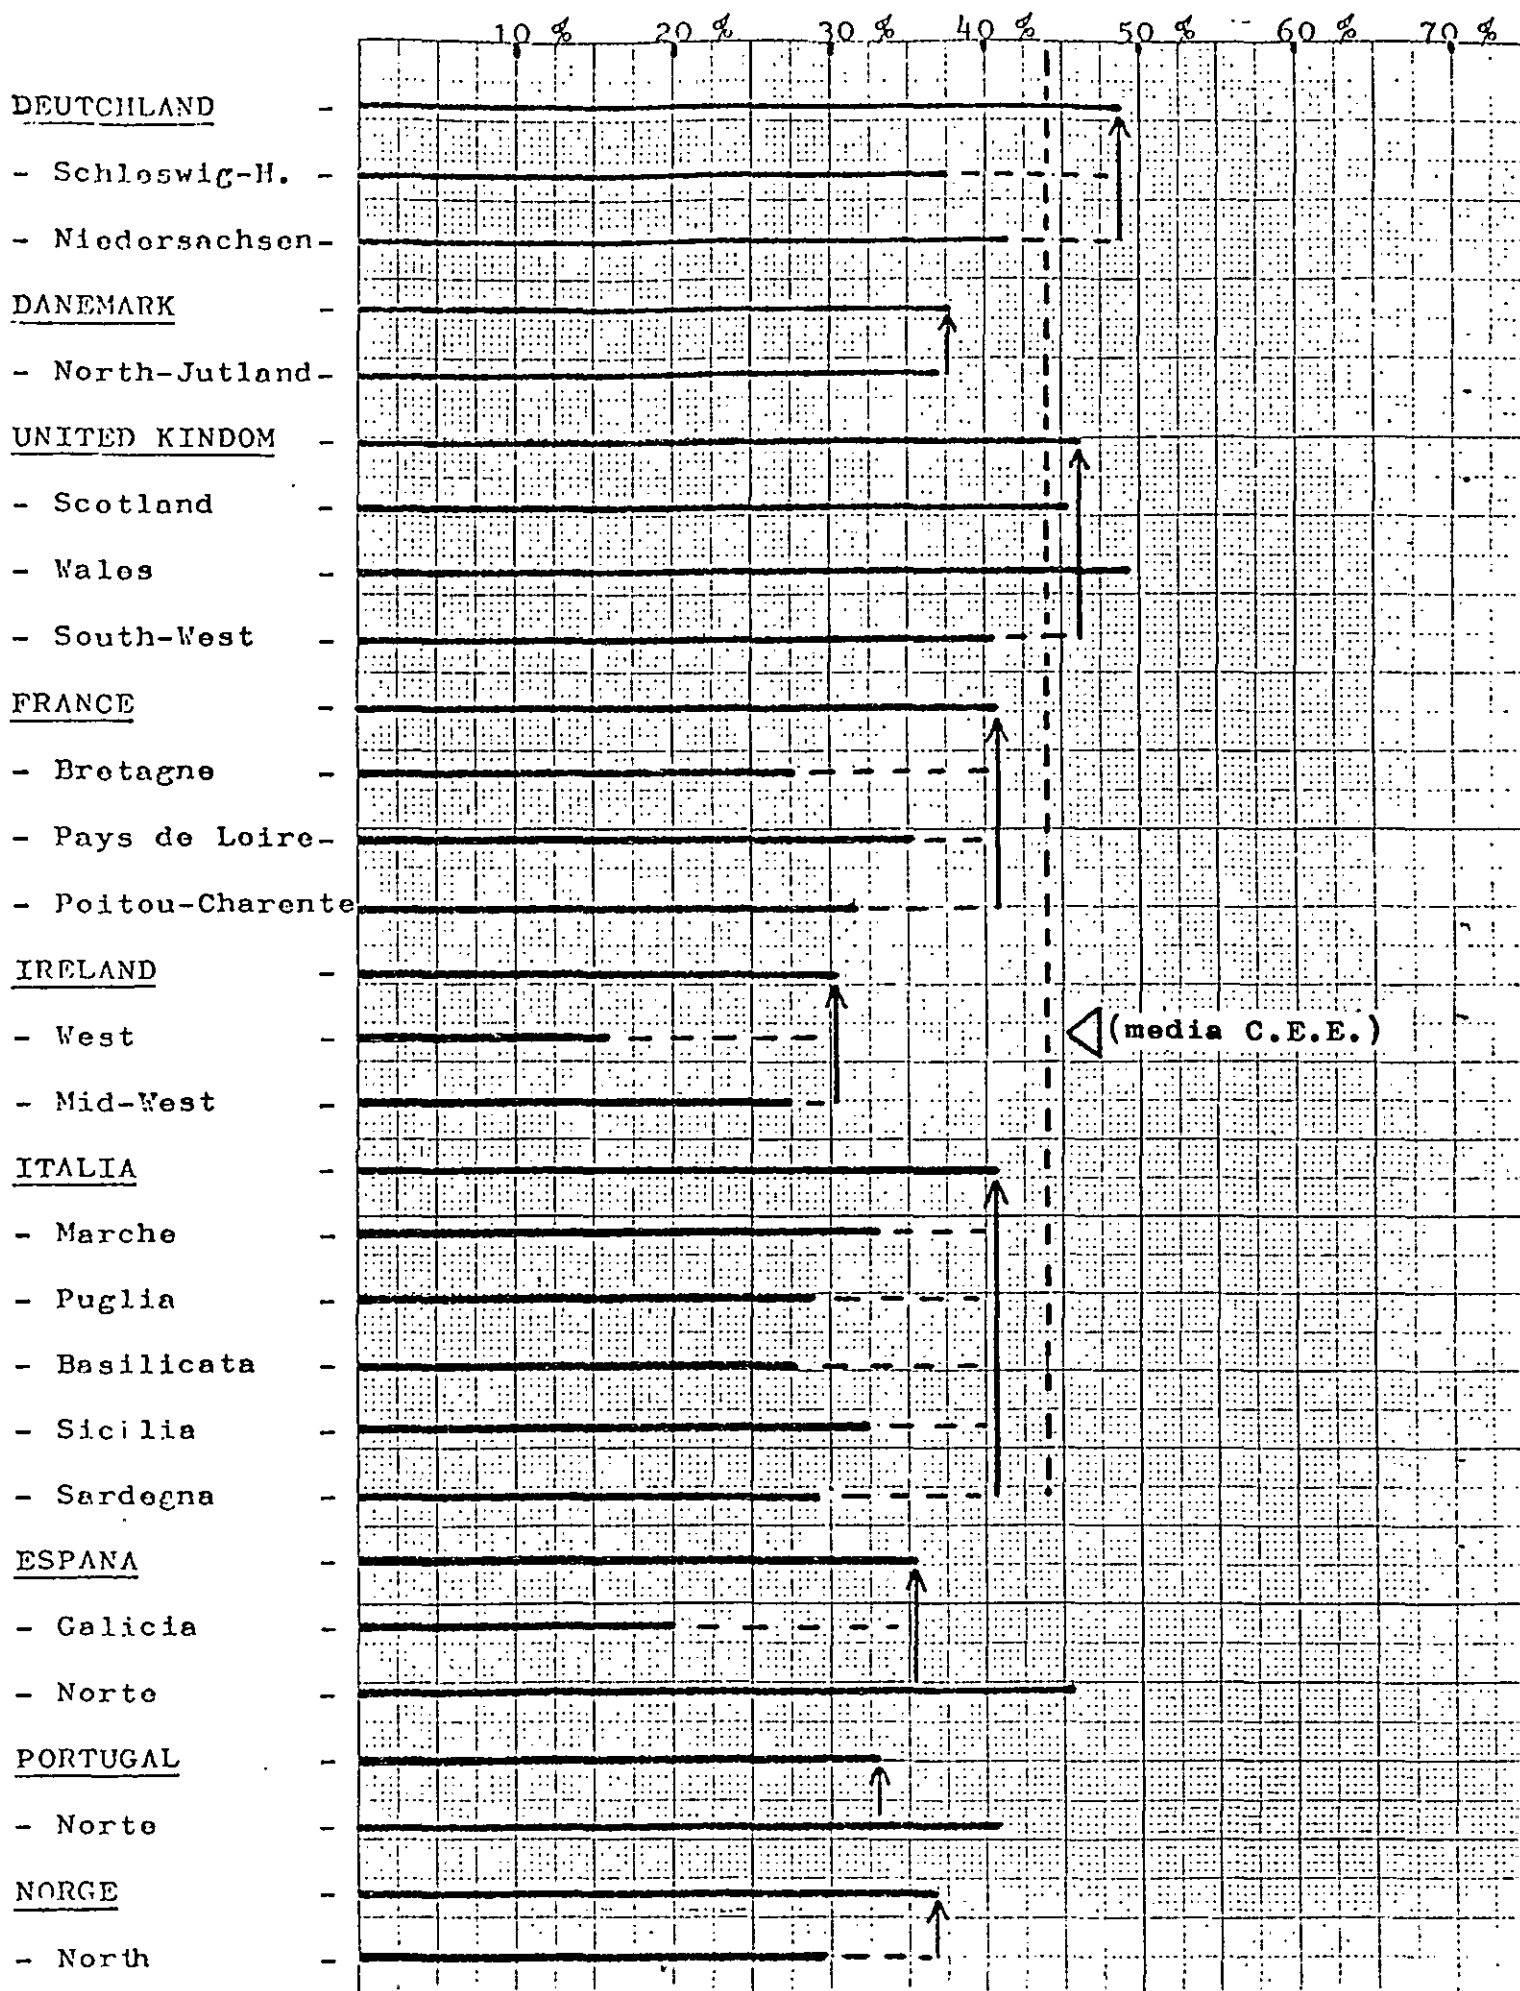 10 % 20 % 30 % 40 % 50 % 60 % 70 %
DEUTCHLAND -
- Schleswig-H. -
- Niedersachsen -
DANEMARK -
- North-Jutland -
UNITED KINDOM -
- Scotland -
- Wales -
- South-West -
FRANCE -
- Bretagne -
- Pays de Loire -
- Poitou-Charente
IRELAND -
- West -
(media C.E.E.)
- Mid-West -
ITALIA -
- Marche -
- Puglia -
- Basilicata -
- Sicilia -
- Sardegna -
ESPANA -
- Galicia -
- Norte -
PORTUGAL -
- Norte -
NORGE -
- North -